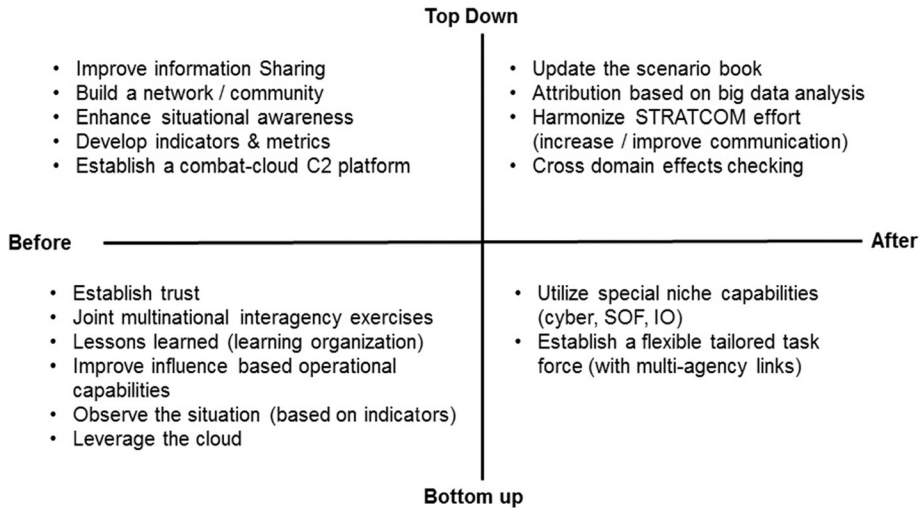 Top Down
• Improve information Sharing
• Build a network / community
• Enhance situational awareness
• Develop indicators & metrics
• Establish a combat-cloud C2 platform
• Update the scenario book
• Attribution based on big data analysis
• Harmonize STRATCOM effort
(increase / improve communication)
• Cross domain effects checking
Before
After
• Establish trust
• Joint multinational interagency exercises
• Lessons learned (learning organization)
• Improve influence based operational
capabilities
• Observe the situation (based on indicators)
• Leverage the cloud
• Utilize special niche capabilities
(cyber, SOF, IO)
• Establish a flexible tailored task
force (with multi-agency links)
Bottom up